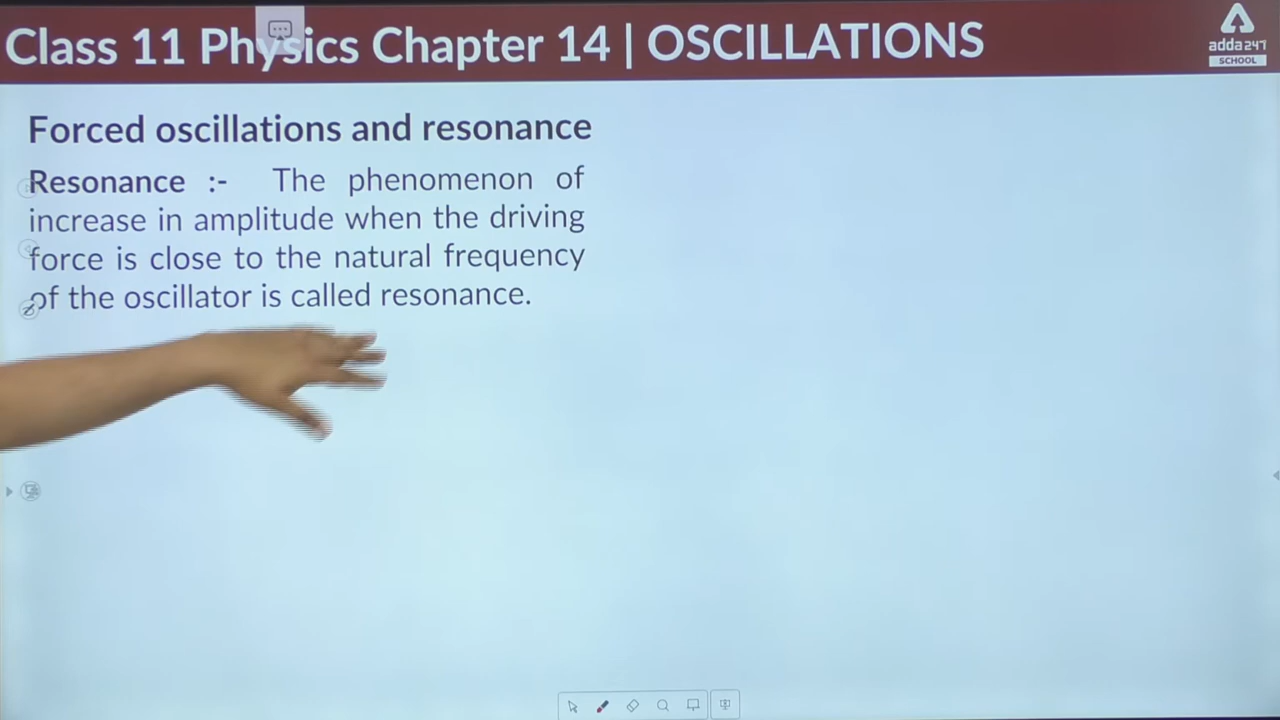 Class 11 Physics Chapter 14 | OSCILLATIONS
adda247
SCHOOL
Forced oscillations and resonance
Resonance :- The phenomenon of
increase in amplitude when the driving
force is close to the natural frequency
of the oscillator is called resonance.